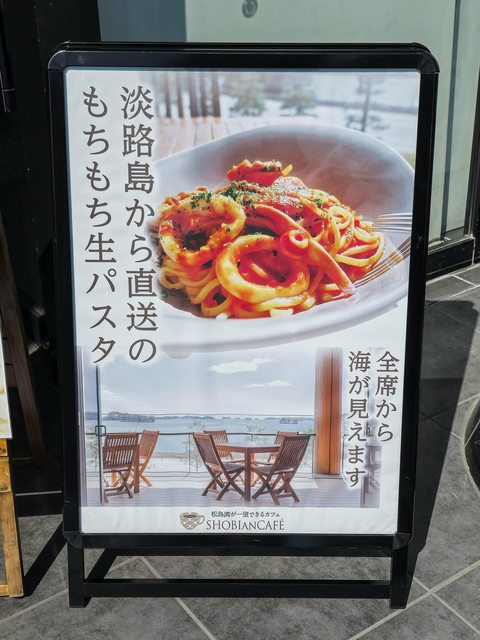 淡路島から直送の
もちもち生パスタ
全席から
海が見えます
松島湾が一望できるカフェ
SHOBIANCAFÉ